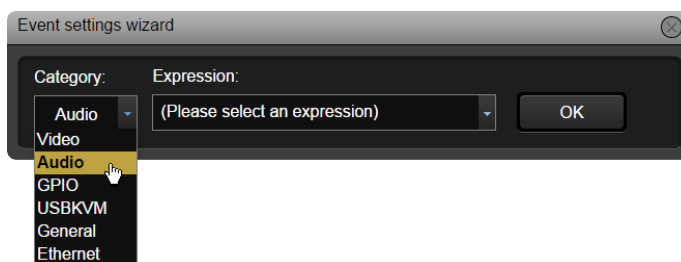 Event settings wizard
Category: Expression:
Audio (Please select an expression) OK
Video
Audio
GPIO
USBKVM
General
Ethernet